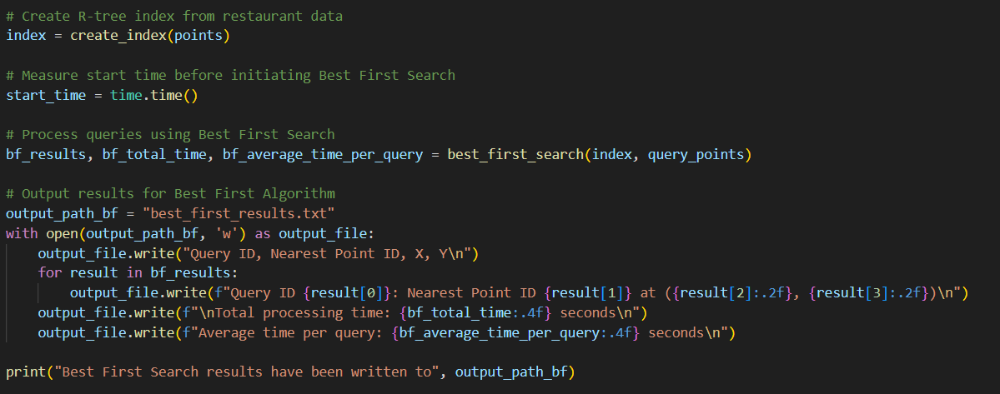 # Create R-tree index from restaurant data
index = create_index(points)
# Measure start time before initiating Best First Search
start_time = time.time()
# Process queries using Best First Search
bf_results, bf_total_time, bf_average_time_per_query = best_first_search(index, query_points)
# Output results for Best First Algorithm
output_path_bf = "best_first_results.txt"
with open(output_path_bf, 'w') as output_file:
    output_file.write("Query ID, Nearest Point ID, X, Y\n")
    for result in bf_results:
        output_file.write(f"Query ID {result[0]}: Nearest Point ID {result[1]} at ({result[2]:.2f}, {result[3]:.2f})\n")
    output_file.write(f"\nTotal processing time: {bf_total_time:.4f} seconds\n")
    output_file.write(f"Average time per query: {bf_average_time_per_query:.4f} seconds\n")
print("Best First Search results have been written to", output_path_bf)